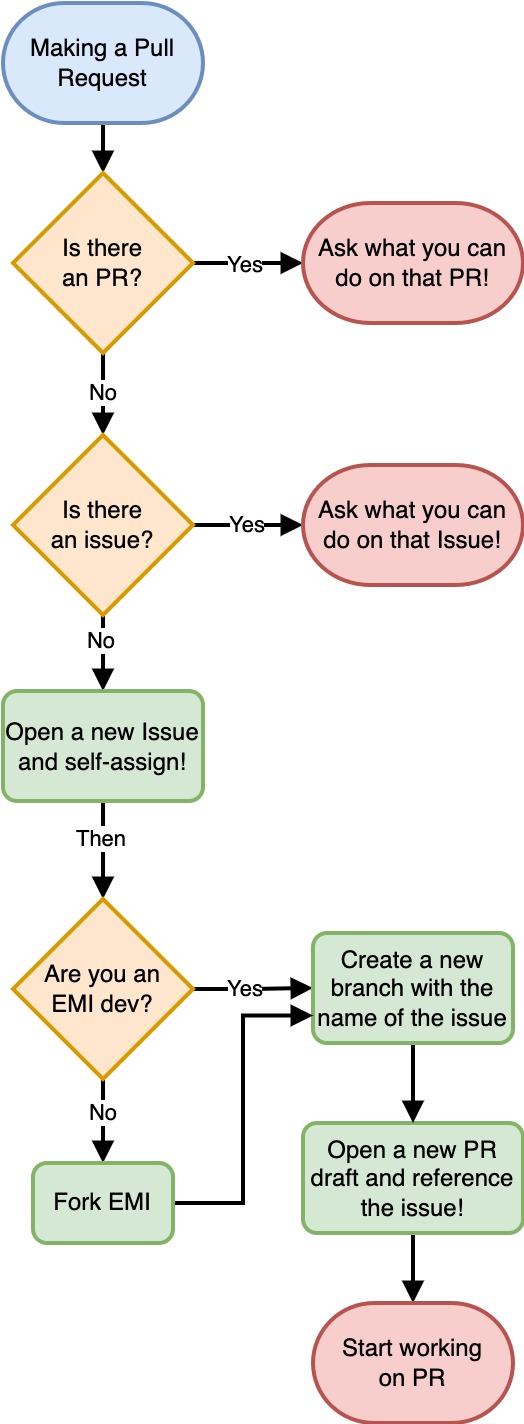 Making a Pull
Request
Is there
an PR?
Yes
Ask what you can
do on that PR!
No
Is there
an issue?
Yes
Ask what you can
do on that Issue!
No
Open a new Issue
and self-assign!
Then
Are you an
EMI dev?
Yes
Create a new
branch with the
name of the issue
No
Fork EMI
Open a new PR
draft and reference
the issue!
Start working
on PR